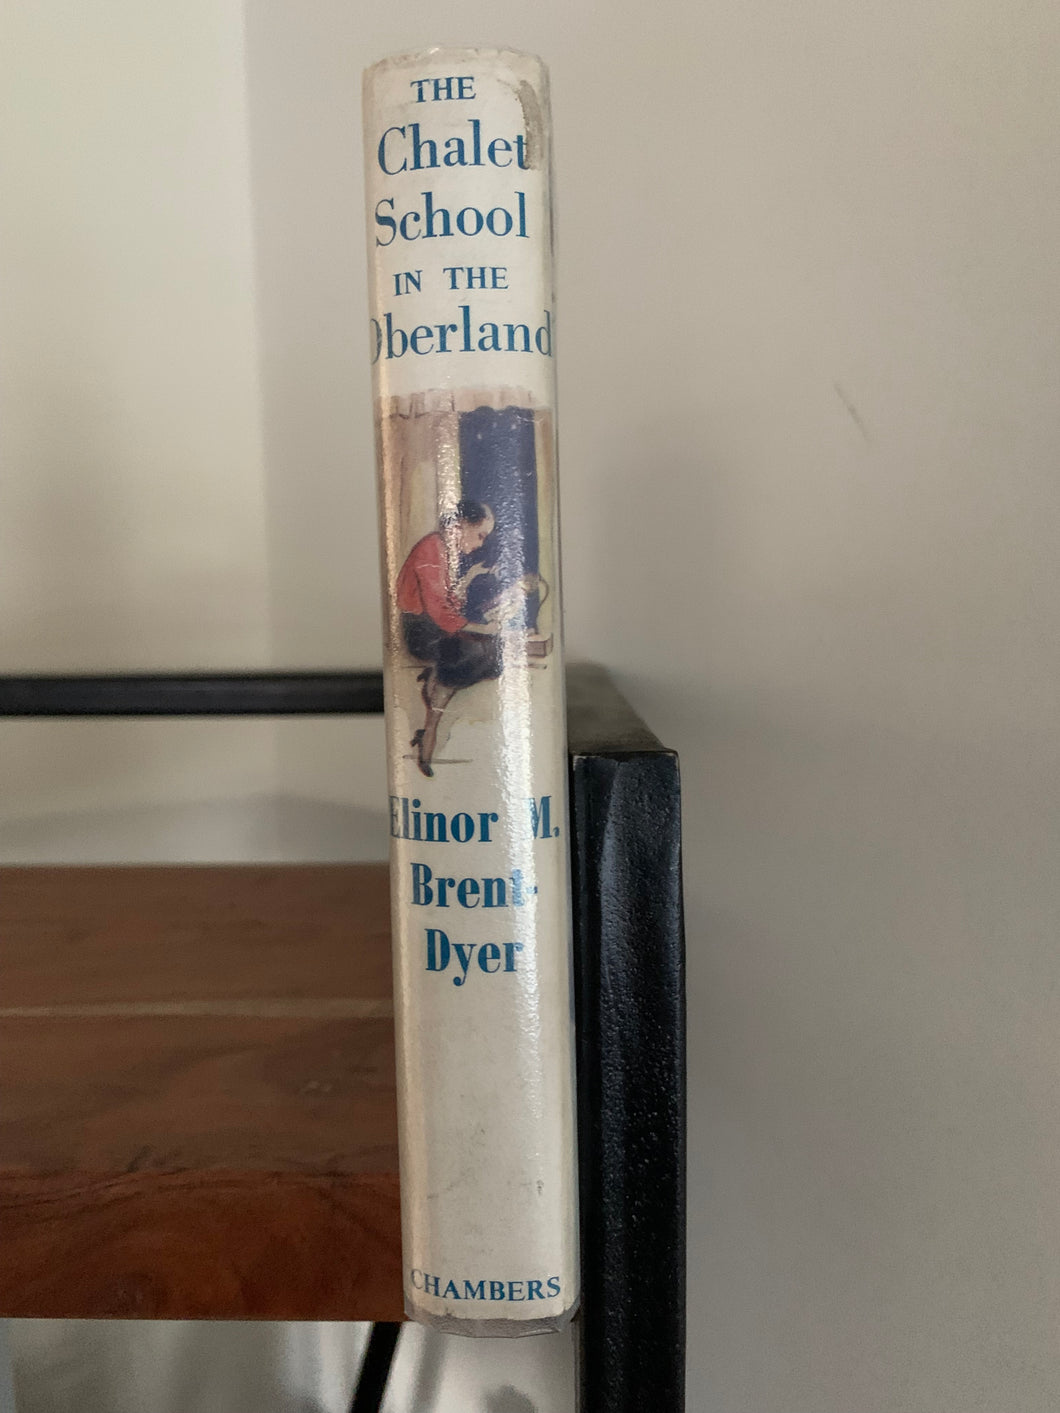 THE
Chalet
School
IN THE
Oberland
Elinor M.
Brent-
Dyer
CHAMBERS